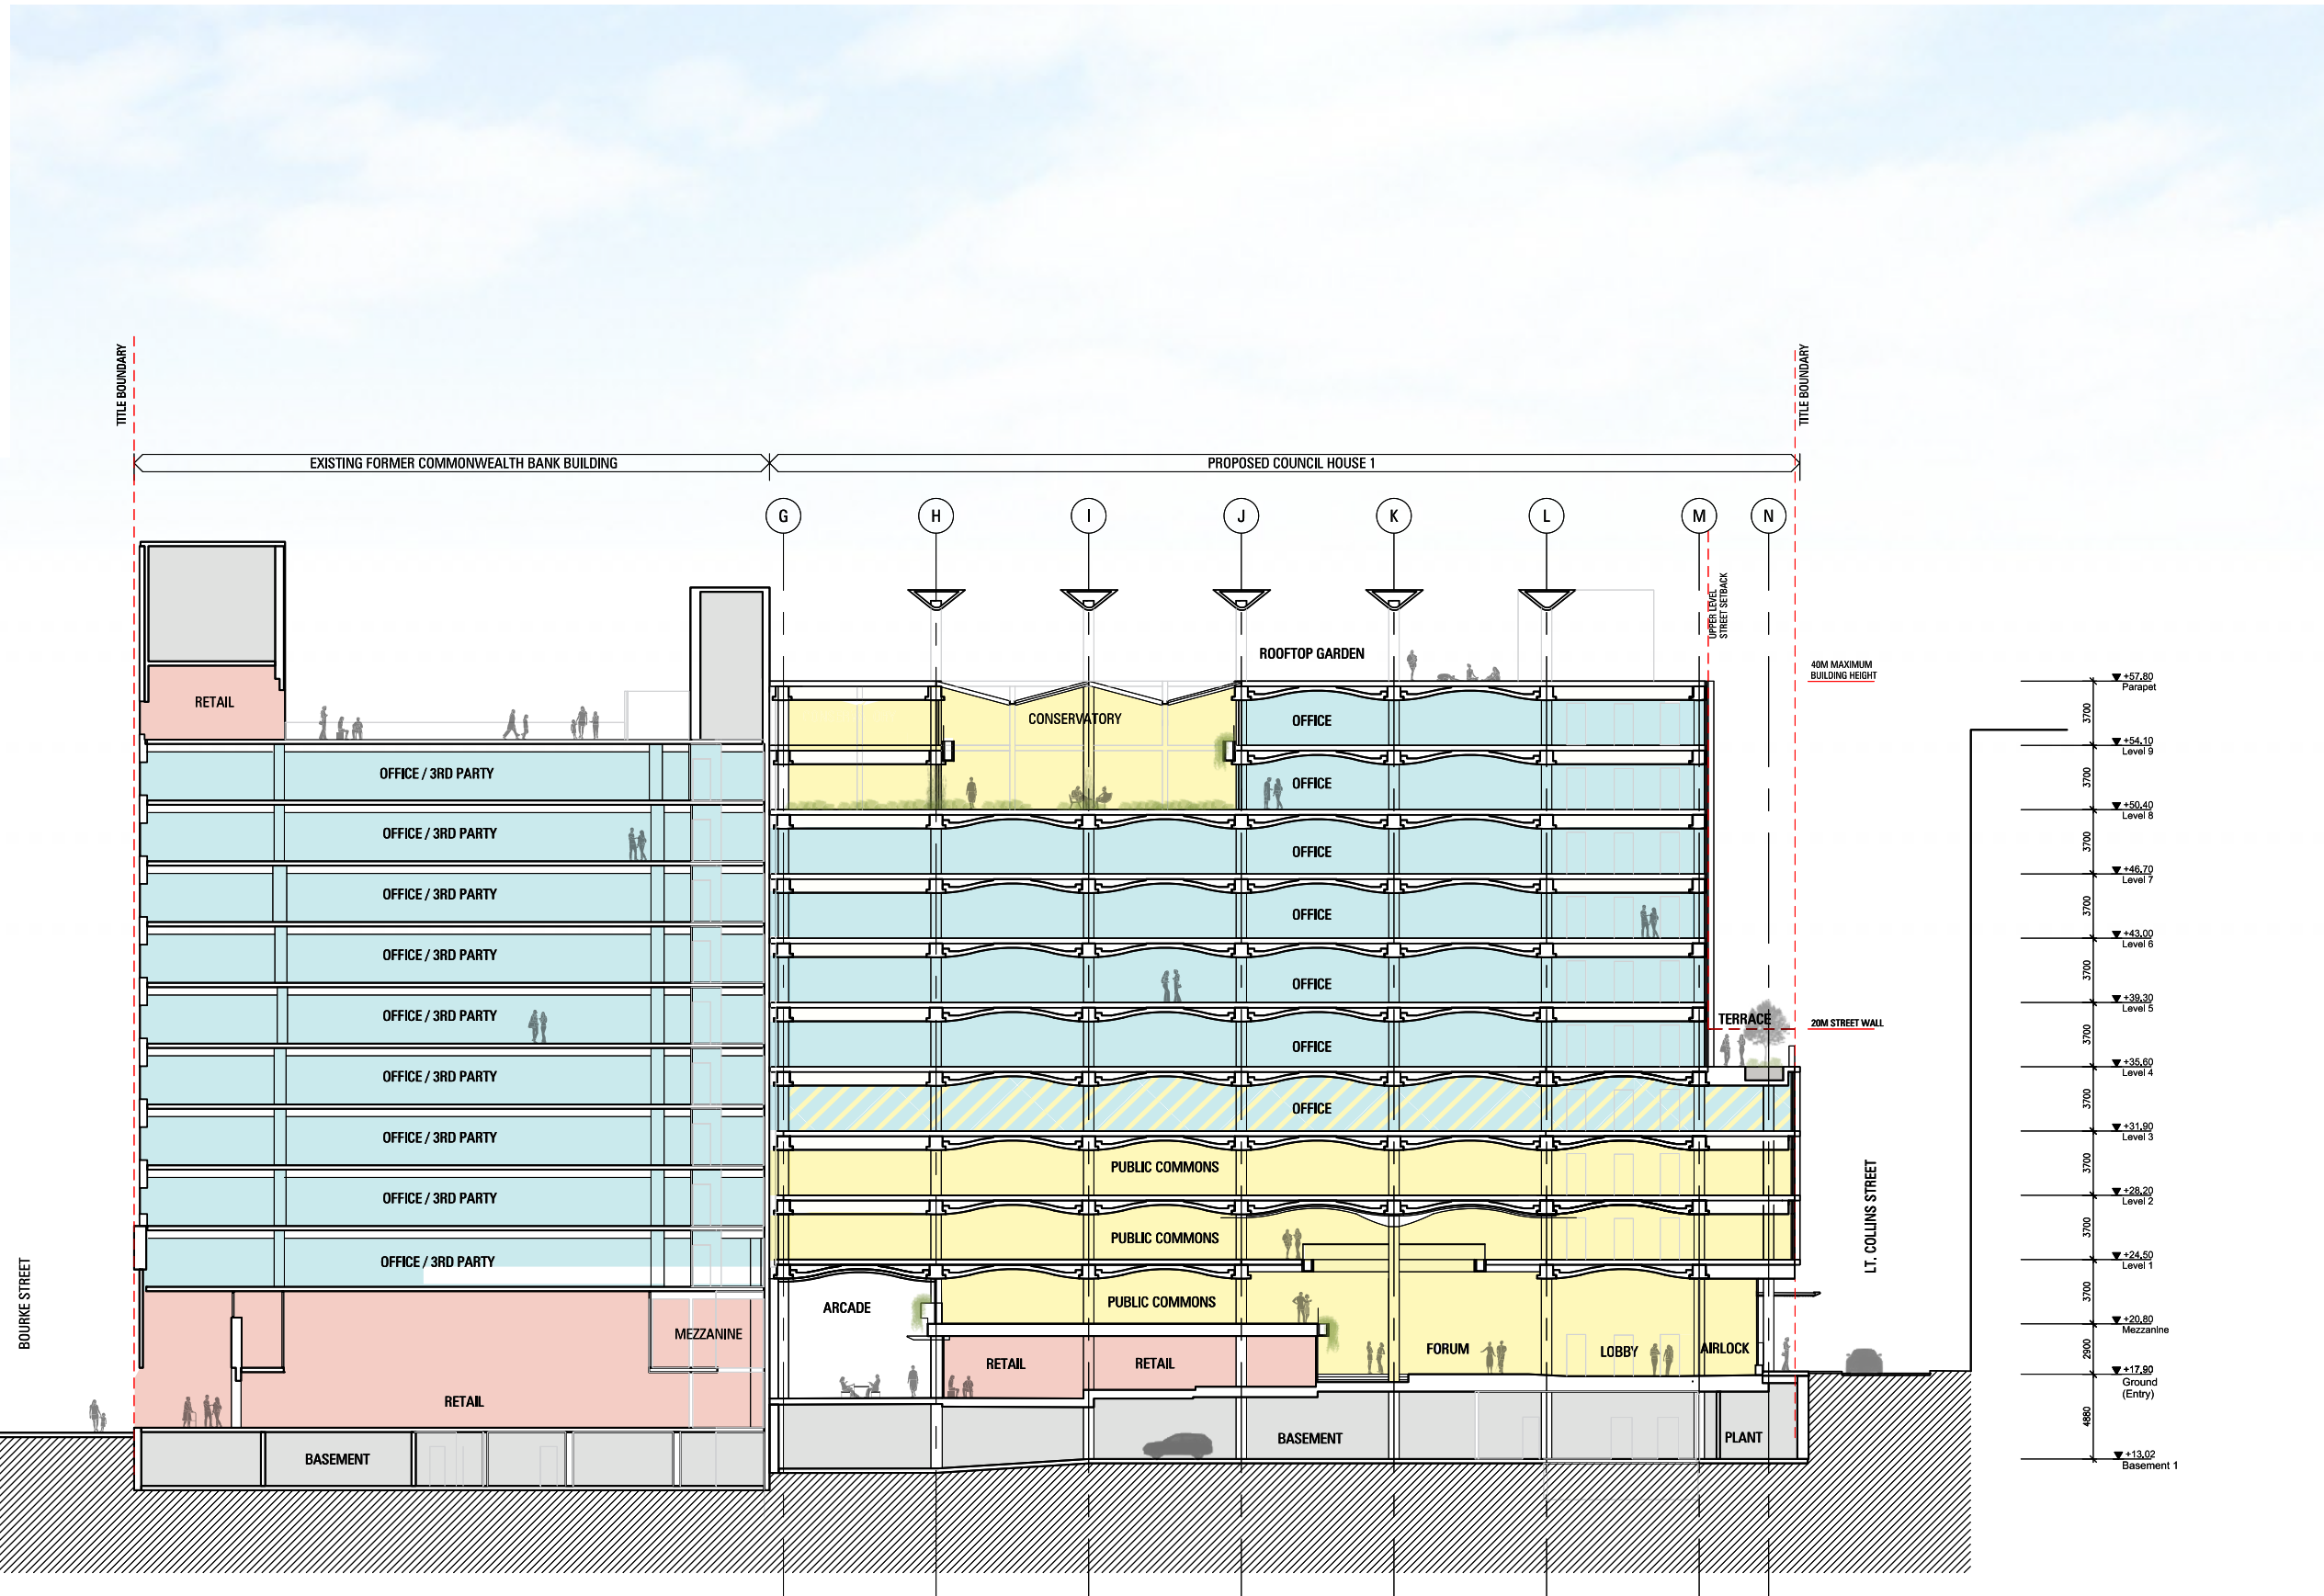 TITLE BOUNDARY
TITLE BOUNDARY
EXISTING FORMER COMMONWEALTH BANK BUILDING
PROPOSED COUNCIL HOUSE 1
G
H
I
J
K
L
M
N
UPPER LEVEL
STREET SETBACK
ROOFTOP GARDEN
40M MAXIMUM
BUILDING HEIGHT
+57.80
Parapet
RETAIL
CONSERVATORY
OFFICE
3700
+54.10
Level 9
OFFICE / 3RD PARTY
OFFICE
3700
+50.40
Level 8
OFFICE / 3RD PARTY
OFFICE
3700
+46.70
Level 7
OFFICE / 3RD PARTY
OFFICE
3700
+43.00
Level 6
OFFICE / 3RD PARTY
OFFICE
3700
+39.30
Level 5
OFFICE / 3RD PARTY
TERRACE
20M STREET WALL
OFFICE
3700
+35.60
Level 4
OFFICE / 3RD PARTY
OFFICE
3700
+31.90
Level 3
OFFICE / 3RD PARTY
PUBLIC COMMONS
3700
+28.20
Level 2
OFFICE / 3RD PARTY
PUBLIC COMMONS
3700
+24.50
Level 1
OFFICE / 3RD PARTY
LT. COLLINS STREET
BOURKE STREET
ARCADE
PUBLIC COMMONS
3700
+20.80
Mezzanine
MEZZANINE
RETAIL
RETAIL
FORUM
LOBBY
AIRLOCK
2900
+17.90
Ground
(Entry)
RETAIL
4880
BASEMENT
BASEMENT
PLANT
+13.02
Basement 1